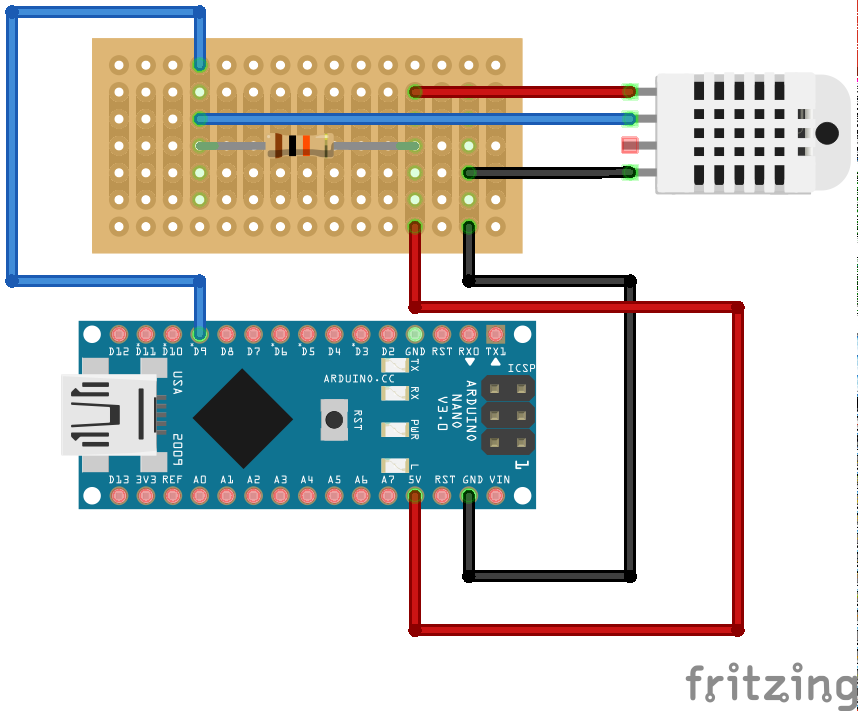 D12 D11 D10 D9 D8 D7 D6 D5 D4 D3 D2 GND RST RX0 TX1
TX
ICSP
ARDUINO.CC
RX
USA
2009
RST
PWR
ARDUINO
NANO
V3.0
L
1
D13 3V3 REF A0 A1 A2 A3 A4 A5 A6 A7 5V RST GND VIN
fritzing